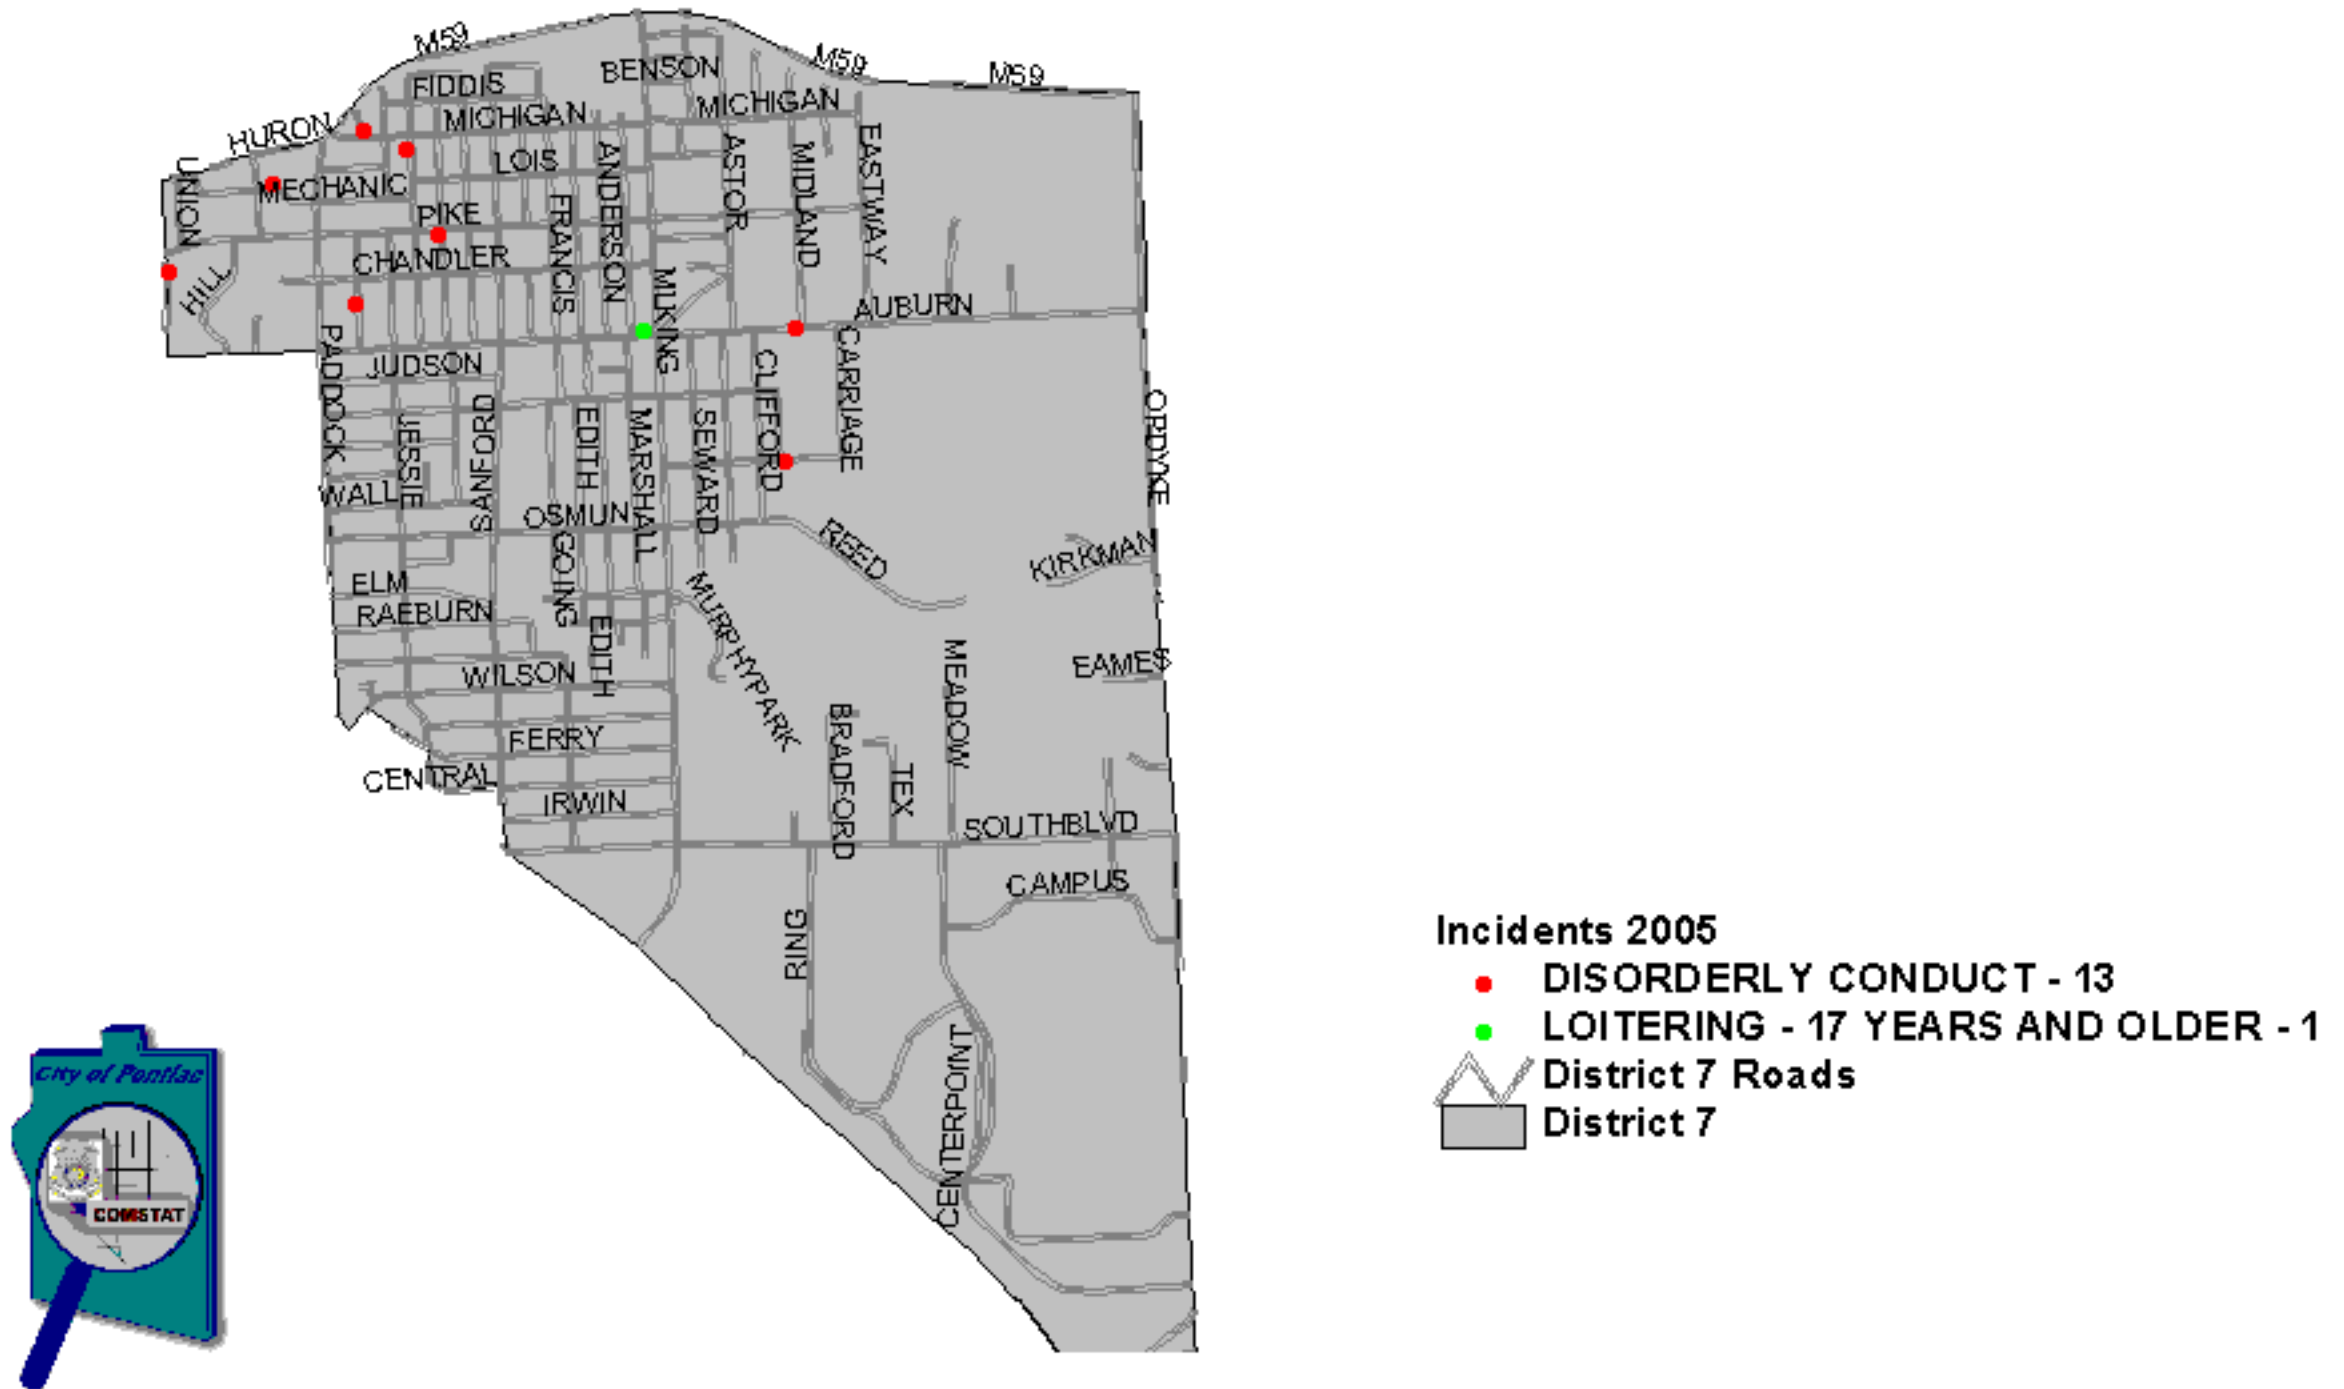 M59
M59
M59
BENSON
FIDDIS
MICHIGAN
MICHIGAN
HURON
UNION
LOIS
MECHANIC
ANDERSON
ASTOR
MIDLAND
EASTWAY
PIKE
FRANCIS
CHANDLER
HILL
MLKING
AUBURN
PADDOCK
JUDSON
CLIFFORD
CARRIAGE
OPDYKE
JESSIE
SANFORD
EDITH
MARSHALL
SEWARD
WALL
OSMUN
GOING
REED
KIRKMAN
ELM
RAEBURN
EDITH
MURPHYPARK
MEADOW
EAMES
WILSON
BRADFORD
FERRY
TEX
CENTRAL
IRWIN
SOUTHBLVD
CAMPUS
RING
CENTERPOINT
Incidents 2005
DISORDERLY CONDUCT - 13
LOITERING - 17 YEARS AND OLDER - 1
District 7 Roads
District 7
City of Pontiac
COMSTAT